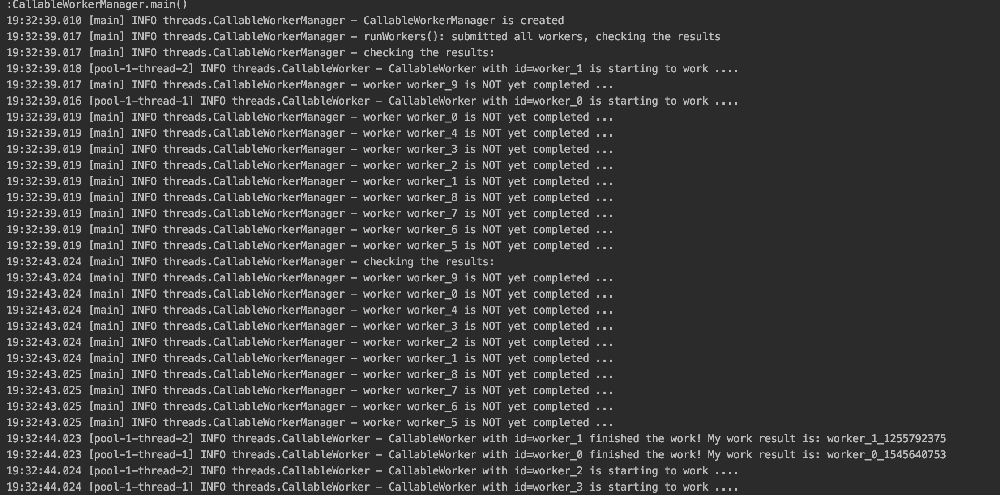 :CallableWorkerManager.main()
19:32:39.010 [main] INFO threads.CallableWorkerManager – CallableWorkerManager is created
19:32:39.017 [main] INFO threads.CallableWorkerManager – runWorkers(): submitted all workers, checking the results
19:32:39.017 [main] INFO threads.CallableWorkerManager – checking the results:
19:32:39.018 [pool–1–thread–2] INFO threads.CallableWorker – CallableWorker with id=worker_1 is starting to work ....
19:32:39.017 [main] INFO threads.CallableWorkerManager – worker worker_9 is NOT yet completed ...
19:32:39.016 [pool–1–thread–1] INFO threads.CallableWorker – CallableWorker with id=worker_0 is starting to work ....
19:32:39.019 [main] INFO threads.CallableWorkerManager – worker worker_0 is NOT yet completed ...
19:32:39.019 [main] INFO threads.CallableWorkerManager – worker worker_4 is NOT yet completed ...
19:32:39.019 [main] INFO threads.CallableWorkerManager – worker worker_3 is NOT yet completed ...
19:32:39.019 [main] INFO threads.CallableWorkerManager – worker worker_2 is NOT yet completed ...
19:32:39.019 [main] INFO threads.CallableWorkerManager – worker worker_1 is NOT yet completed ...
19:32:39.019 [main] INFO threads.CallableWorkerManager – worker worker_8 is NOT yet completed ...
19:32:39.019 [main] INFO threads.CallableWorkerManager – worker worker_7 is NOT yet completed ...
19:32:39.019 [main] INFO threads.CallableWorkerManager – worker worker_6 is NOT yet completed ...
19:32:39.019 [main] INFO threads.CallableWorkerManager – worker worker_5 is NOT yet completed ...
19:32:43.024 [main] INFO threads.CallableWorkerManager – checking the results:
19:32:43.024 [main] INFO threads.CallableWorkerManager – worker worker_9 is NOT yet completed ...
19:32:43.024 [main] INFO threads.CallableWorkerManager – worker worker_0 is NOT yet completed ...
19:32:43.024 [main] INFO threads.CallableWorkerManager – worker worker_4 is NOT yet completed ...
19:32:43.024 [main] INFO threads.CallableWorkerManager – worker worker_3 is NOT yet completed ...
19:32:43.024 [main] INFO threads.CallableWorkerManager – worker worker_2 is NOT yet completed ...
19:32:43.024 [main] INFO threads.CallableWorkerManager – worker worker_1 is NOT yet completed ...
19:32:43.025 [main] INFO threads.CallableWorkerManager – worker worker_8 is NOT yet completed ...
19:32:43.025 [main] INFO threads.CallableWorkerManager – worker worker_7 is NOT yet completed ...
19:32:43.025 [main] INFO threads.CallableWorkerManager – worker worker_6 is NOT yet completed ...
19:32:43.025 [main] INFO threads.CallableWorkerManager – worker worker_5 is NOT yet completed ...
19:32:44.023 [pool–1–thread–2] INFO threads.CallableWorker – CallableWorker with id=worker_1 finished the work! My work result is: worker_1_1255792375
19:32:44.023 [pool–1–thread–1] INFO threads.CallableWorker – CallableWorker with id=worker_0 finished the work! My work result is: worker_0_1545640753
19:32:44.024 [pool–1–thread–2] INFO threads.CallableWorker – CallableWorker with id=worker_2 is starting to work ....
19:32:44.024 [pool–1–thread–1] INFO threads.CallableWorker – CallableWorker with id=worker_3 is starting to work ....